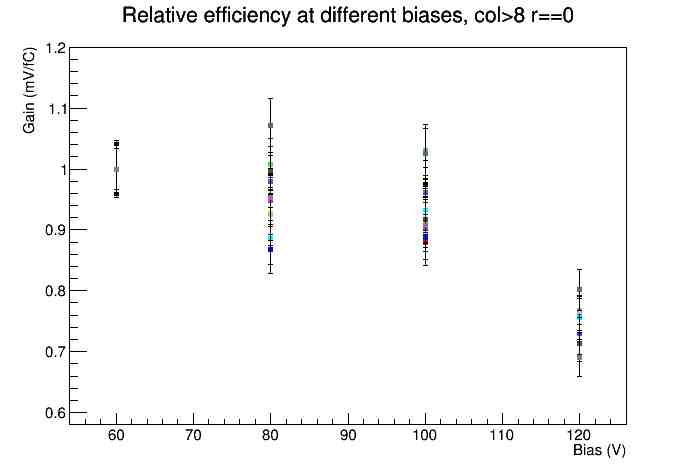 Relative efficiency at different biases, col>8 r==0
Gain (mV/fC)
1.2
1.1
1
0.9
0.8
0.7
0.6
60 70 80 90 100 110 120
Bias (V)